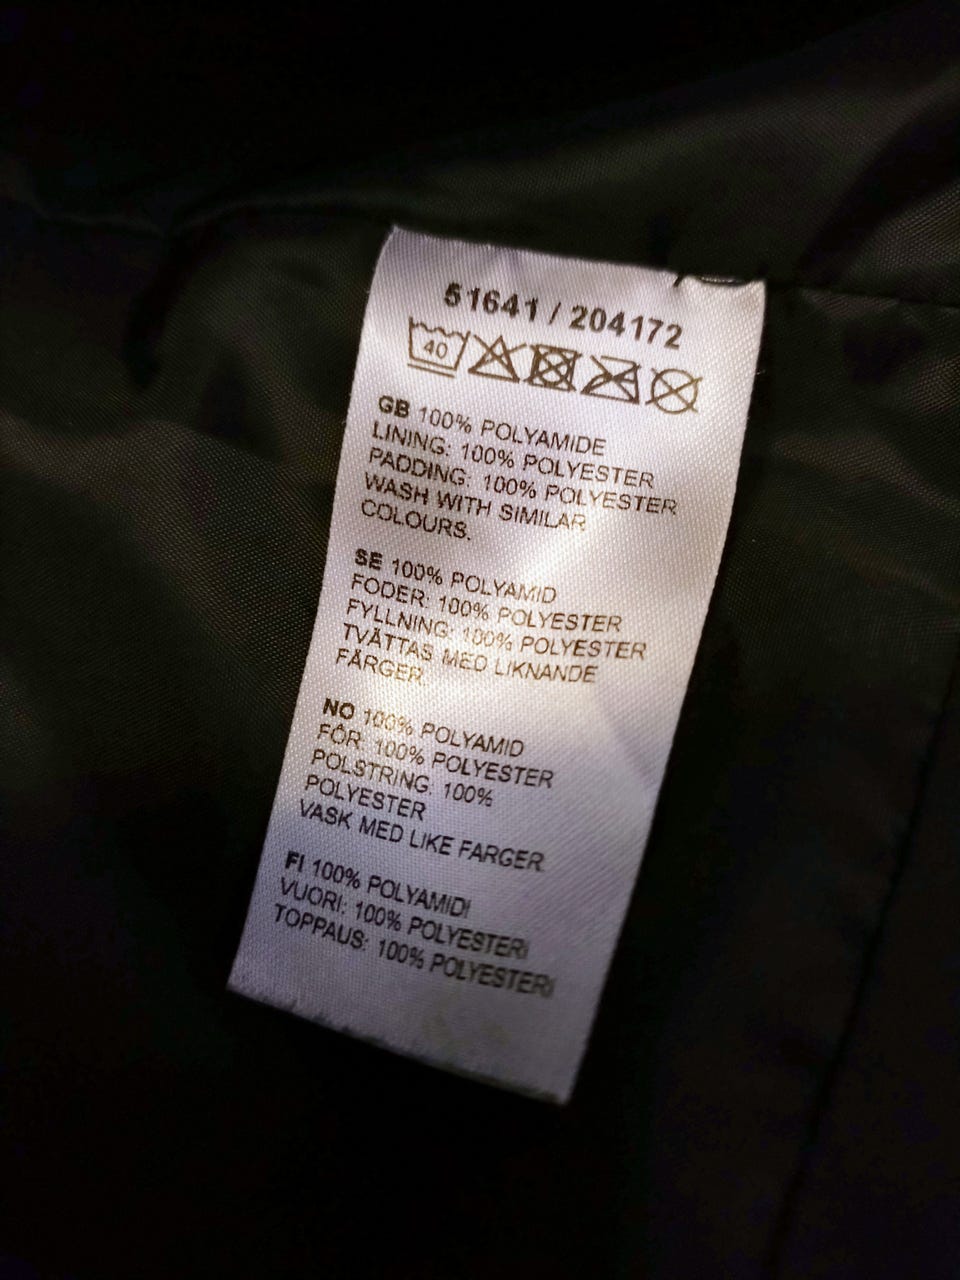 51641 / 204172
40
GB 100% POLYAMIDE
LINING: 100% POLYESTER
PADDING: 100% POLYESTER
WASH WITH SIMILAR
COLOURS.
SE 100% POLYAMID
FODER: 100% POLYESTER
FYLLNING: 100% POLYESTER
TVÄTTAS MED LIKNANDE
FÄRGER.
NO 100% POLYAMID
FÔR: 100% POLYESTER
POLSTRING: 100%
POLYESTER
VASK MED LIKE FARGER.
FI 100% POLYAMIDI
VUORI: 100% POLYESTERI
TOPPAUS: 100% POLYESTERI